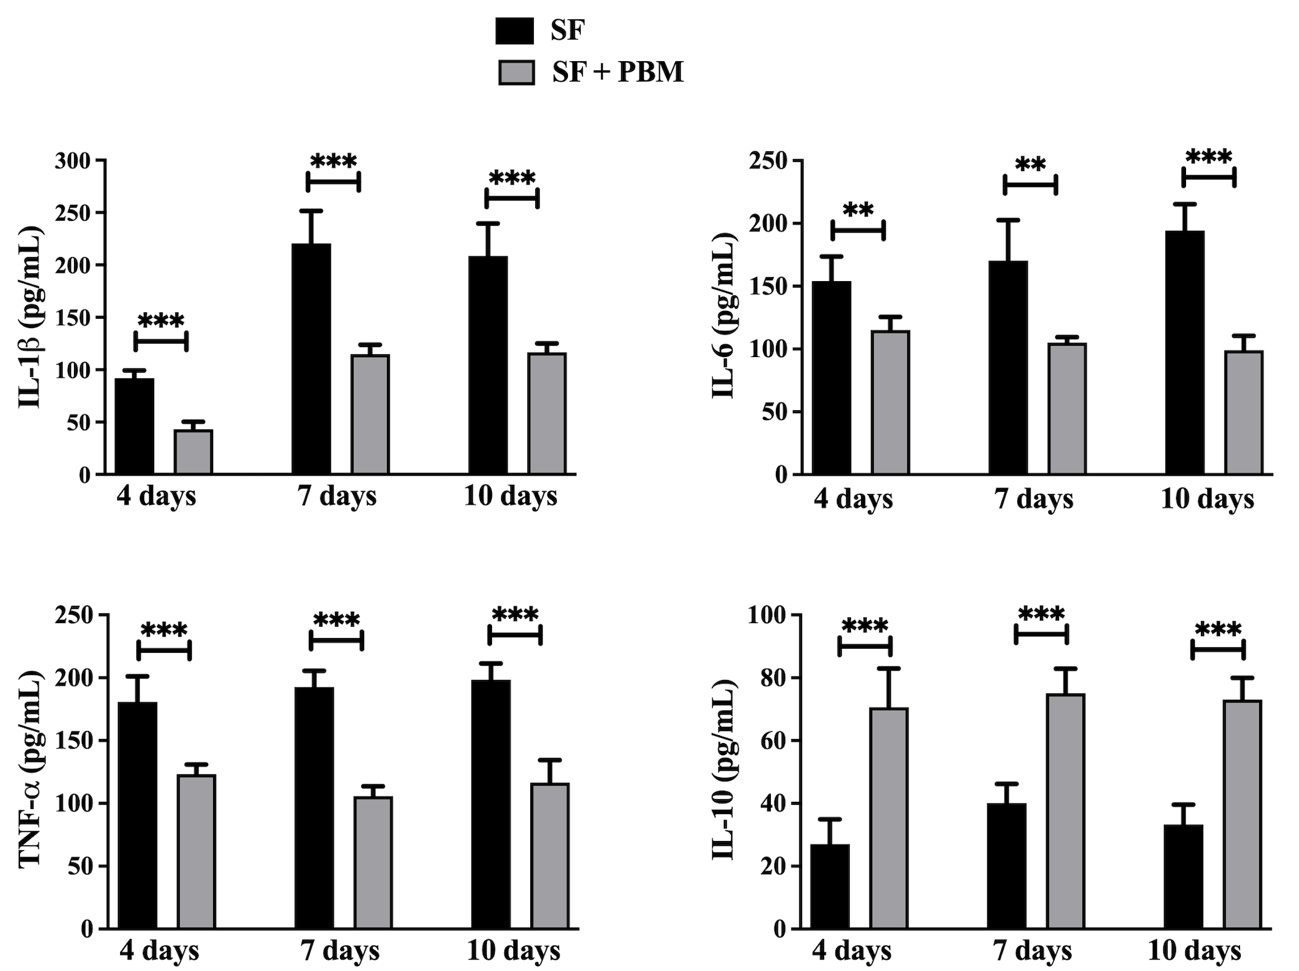 SF
SF + PBM
IL-1β (pg/mL)
300
250
200
150
100
50
0
***
***
***
4 days
7 days
10 days
IL-6 (pg/mL)
250
200
150
100
50
0
**
**
***
4 days
7 days
10 days
TNF-α (pg/mL)
250
200
150
100
50
0
***
***
***
4 days
7 days
10 days
IL-10 (pg/mL)
100
80
60
40
20
0
***
***
***
4 days
7 days
10 days